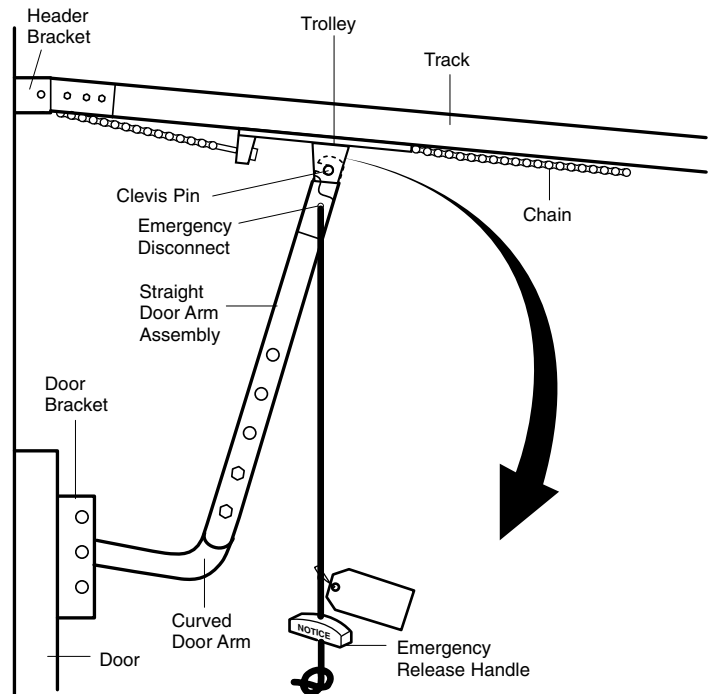 Header
Bracket
Trolley
Track
Clevis Pin
Chain
Emergency
Disconnect
Straight
Door Arm
Assembly
Door
Bracket
Curved
Door Arm
NOTICE
Emergency
Release Handle
Door